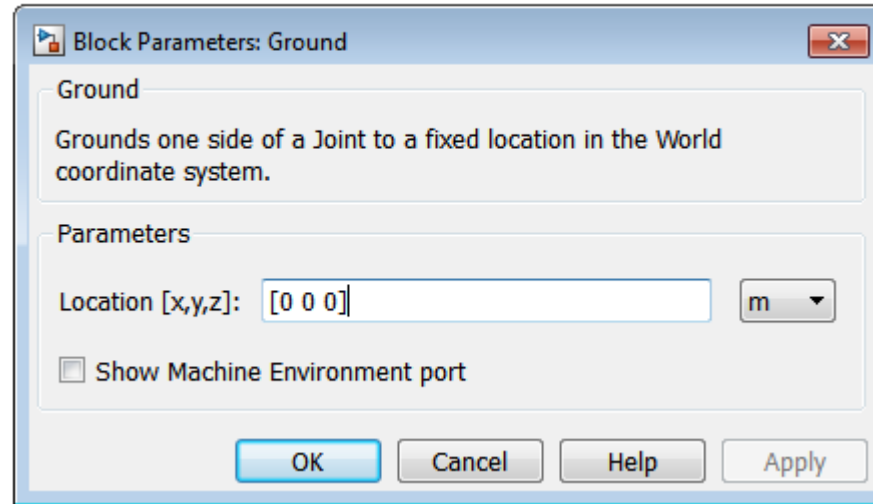 Block Parameters: Ground
Ground
Grounds one side of a Joint to a fixed location in the World
coordinate system.
Parameters
Location [x,y,z]: [0 0 0] m
Show Machine Environment port
OK Cancel Help Apply